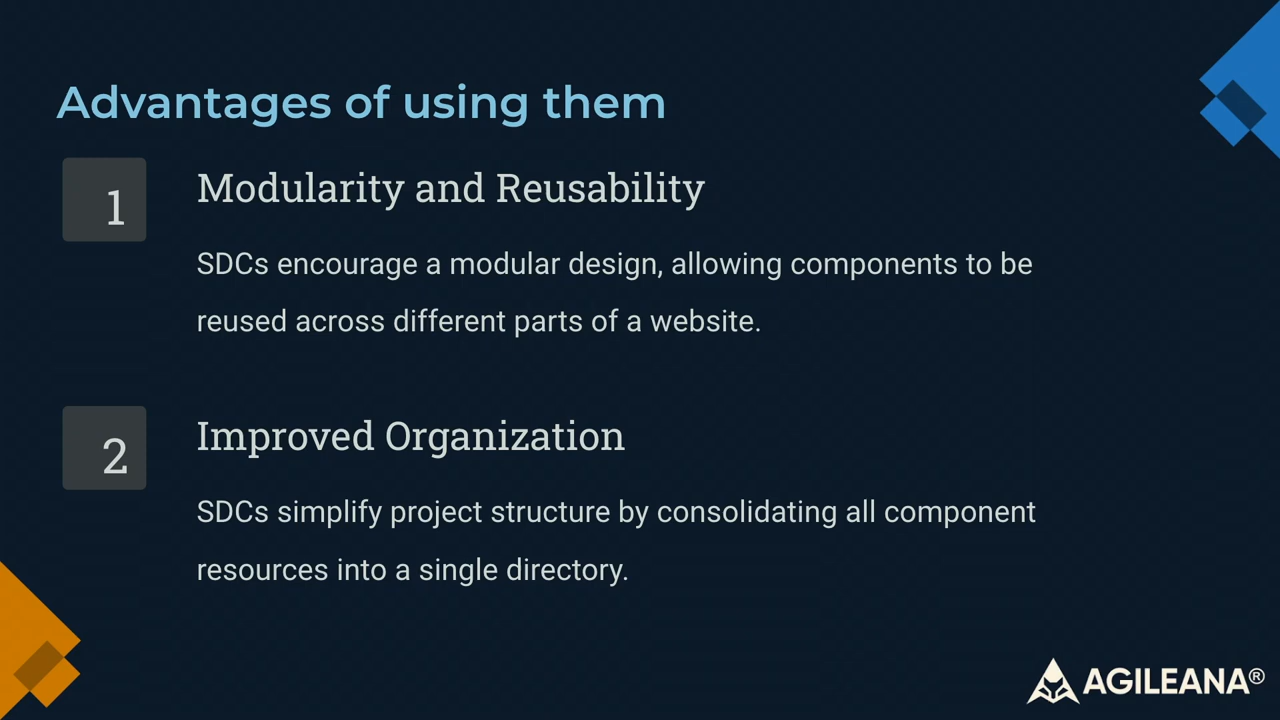 Advantages of using them
1
Modularity and Reusability
SDCs encourage a modular design, allowing components to be
reused across different parts of a website.
2
Improved Organization
SDCs simplify project structure by consolidating all component
resources into a single directory.
AGILEANA®